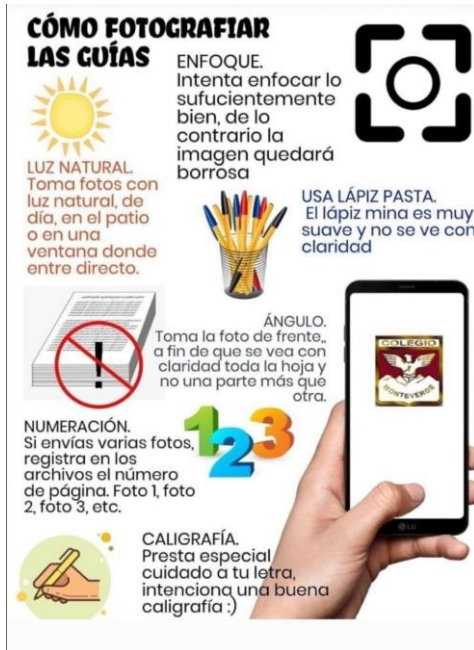 CÓMO FOTOGRAFIAR
LAS GUÍAS
ENFOQUE.
Intenta enfocar lo
sufucientemente
bien, de lo
contrario la
imagen quedará
borrosa
LUZ NATURAL.
Toma fotos con
luz natural, de
día, en el patio
o en una
ventana donde
entre directo.
USA LÁPIZ PASTA.
El lápiz mina es muy
suave y no se ve con
claridad
ÁNGULO.
Toma la foto de frente,,
a fin de que se vea con
claridad toda la hoja y
no una parte más que
otra.
!
COLEGIO
MONTEVERDE
NUMERACIÓN.
Si envías varias fotos,
registra en los
archivos el número
de página. Foto 1, foto
2, foto 3, etc.
123
LG
CALIGRAFÍA.
Presta especial
cuidado a tu letra,
intenciona una buena
caligrafía :)